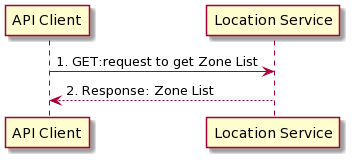 API Client
Location Service
1. GET:request to get Zone List
2. Response: Zone List
API Client
Location Service